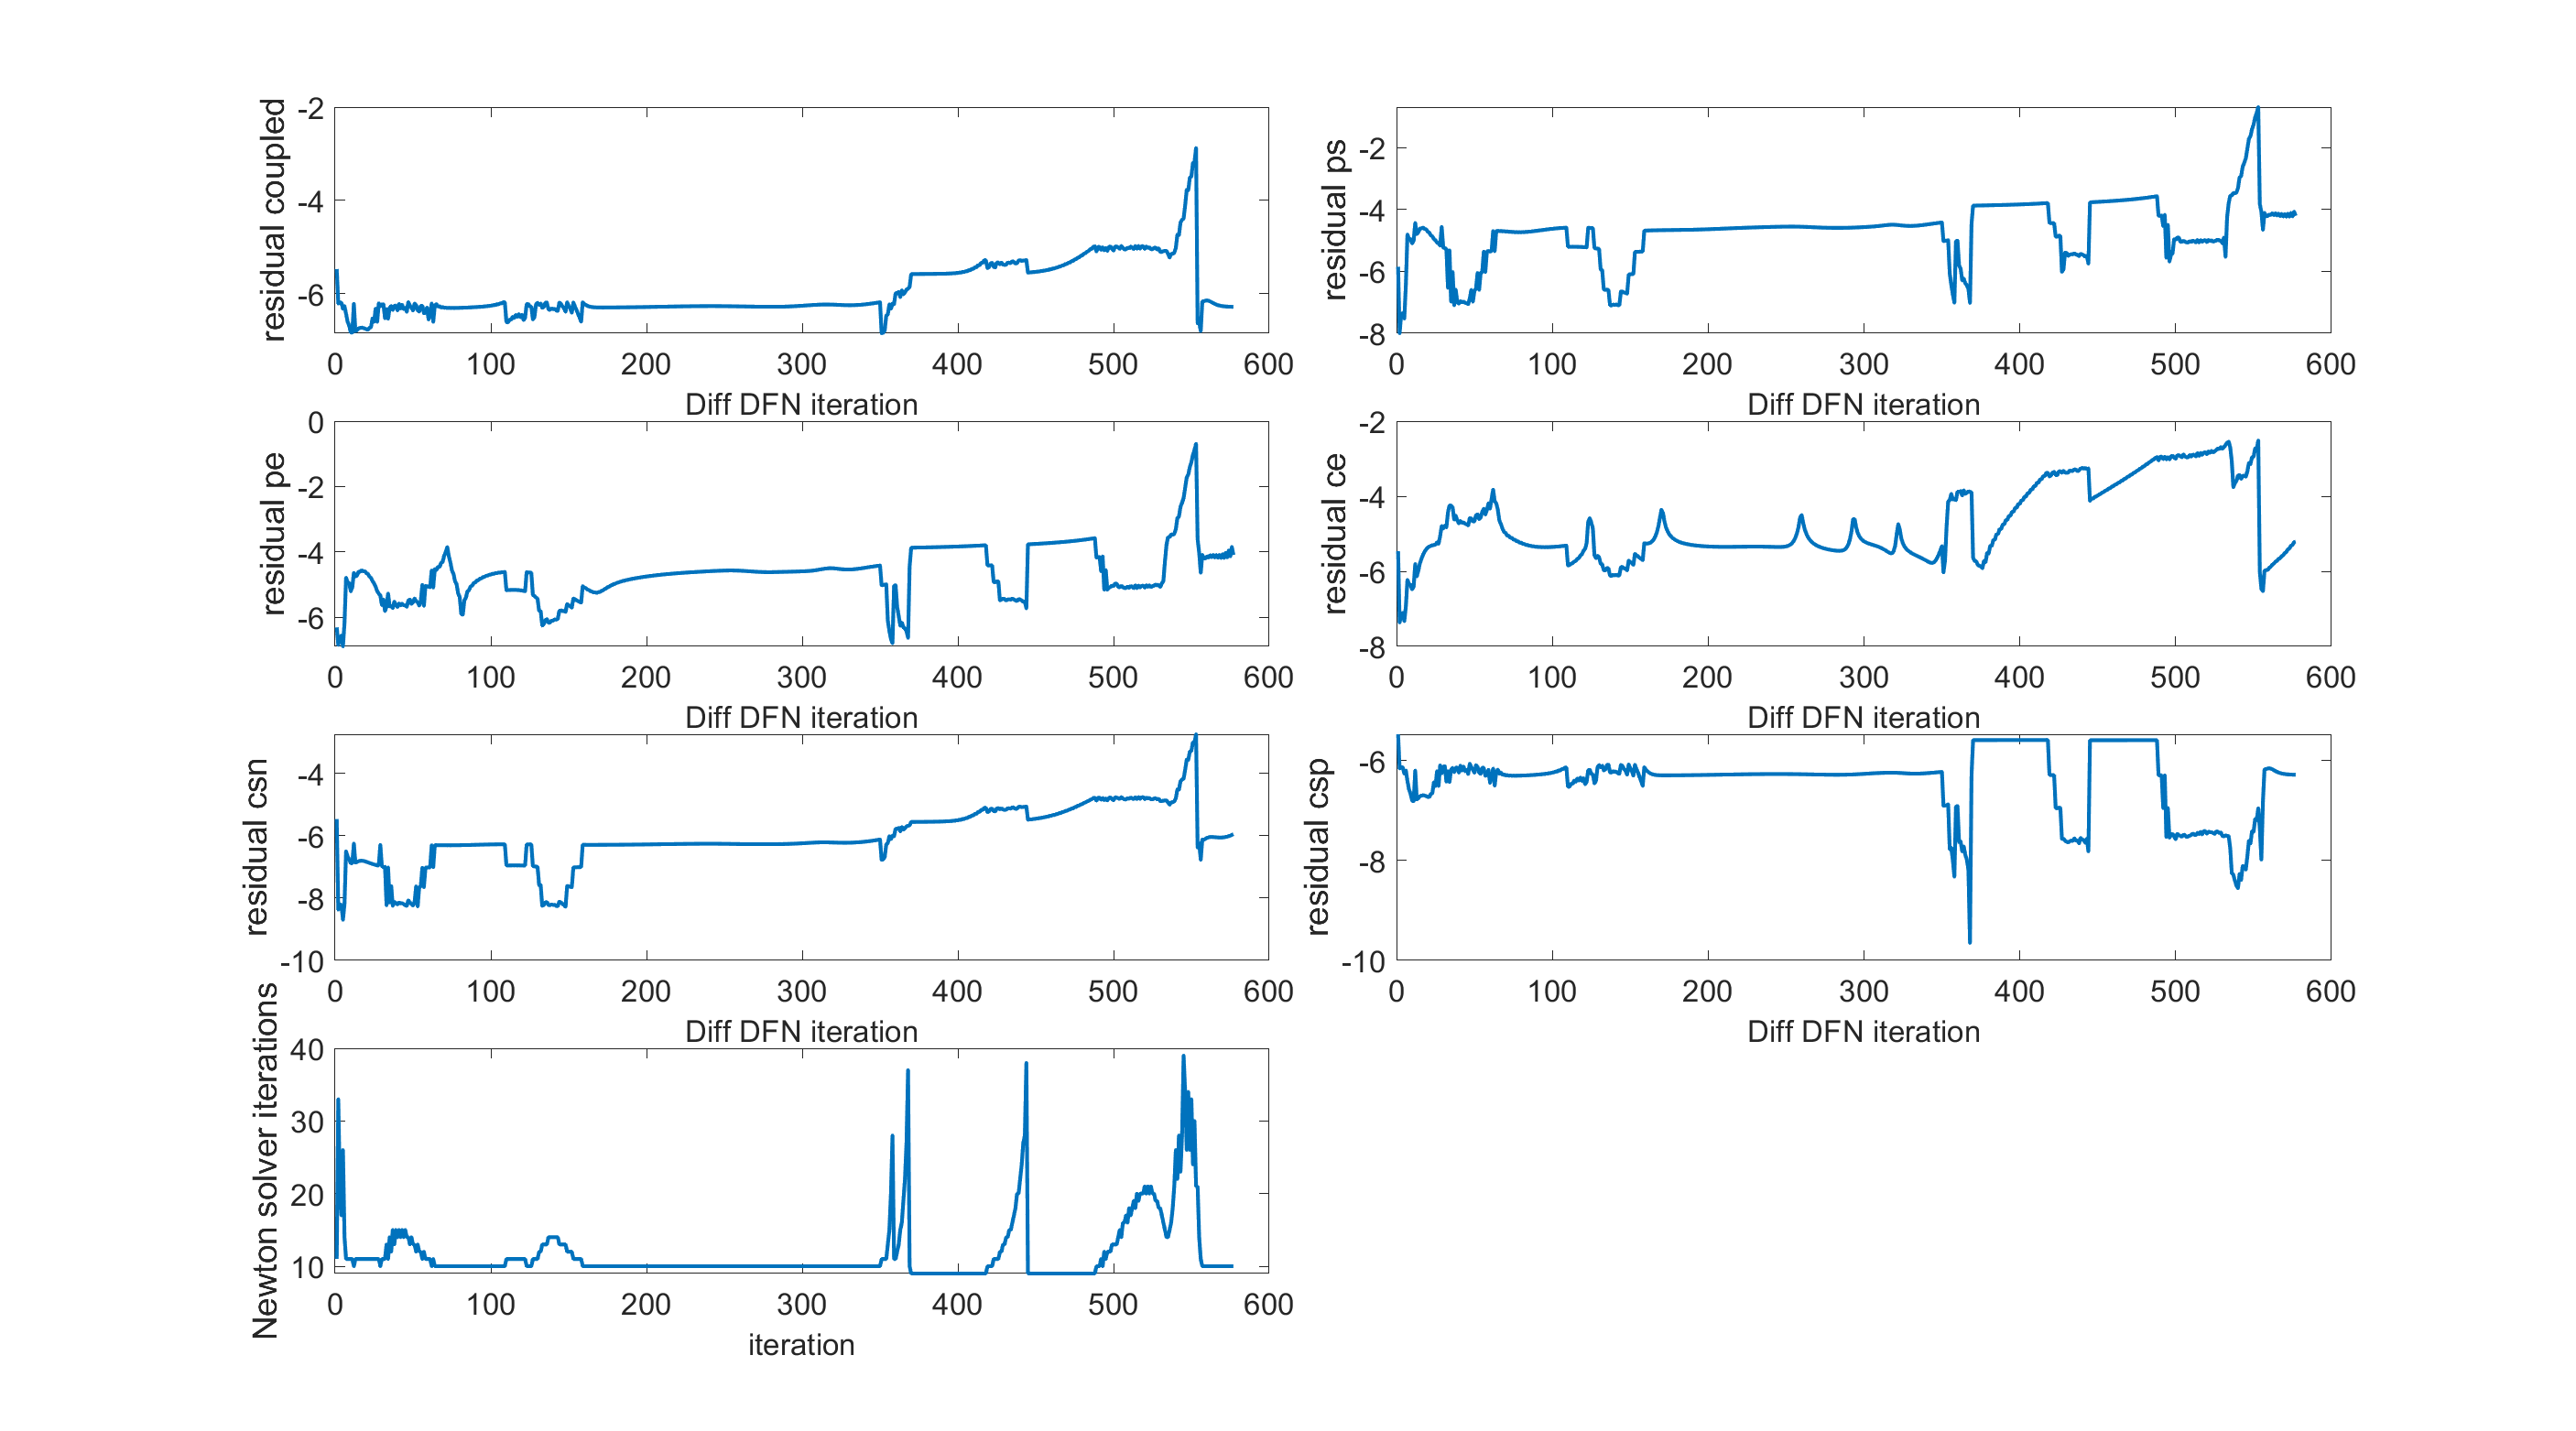 residual coupled
-2
-4
-6
0 100 200 300 400 500 600
Diff DFN iteration
residual ps
-2
-4
-6
-8
0 100 200 300 400 500 600
Diff DFN iteration
residual pe
0
-2
-4
-6
0 100 200 300 400 500 600
Diff DFN iteration
residual ce
-2
-4
-6
-8
0 100 200 300 400 500 600
Diff DFN iteration
residual csn
-4
-6
-8
-10
0 100 200 300 400 500 600
Diff DFN iteration
residual csp
-6
-8
-10
0 100 200 300 400 500 600
Diff DFN iteration
Newton solver iterations
40
30
20
10
0 100 200 300 400 500 600
iteration